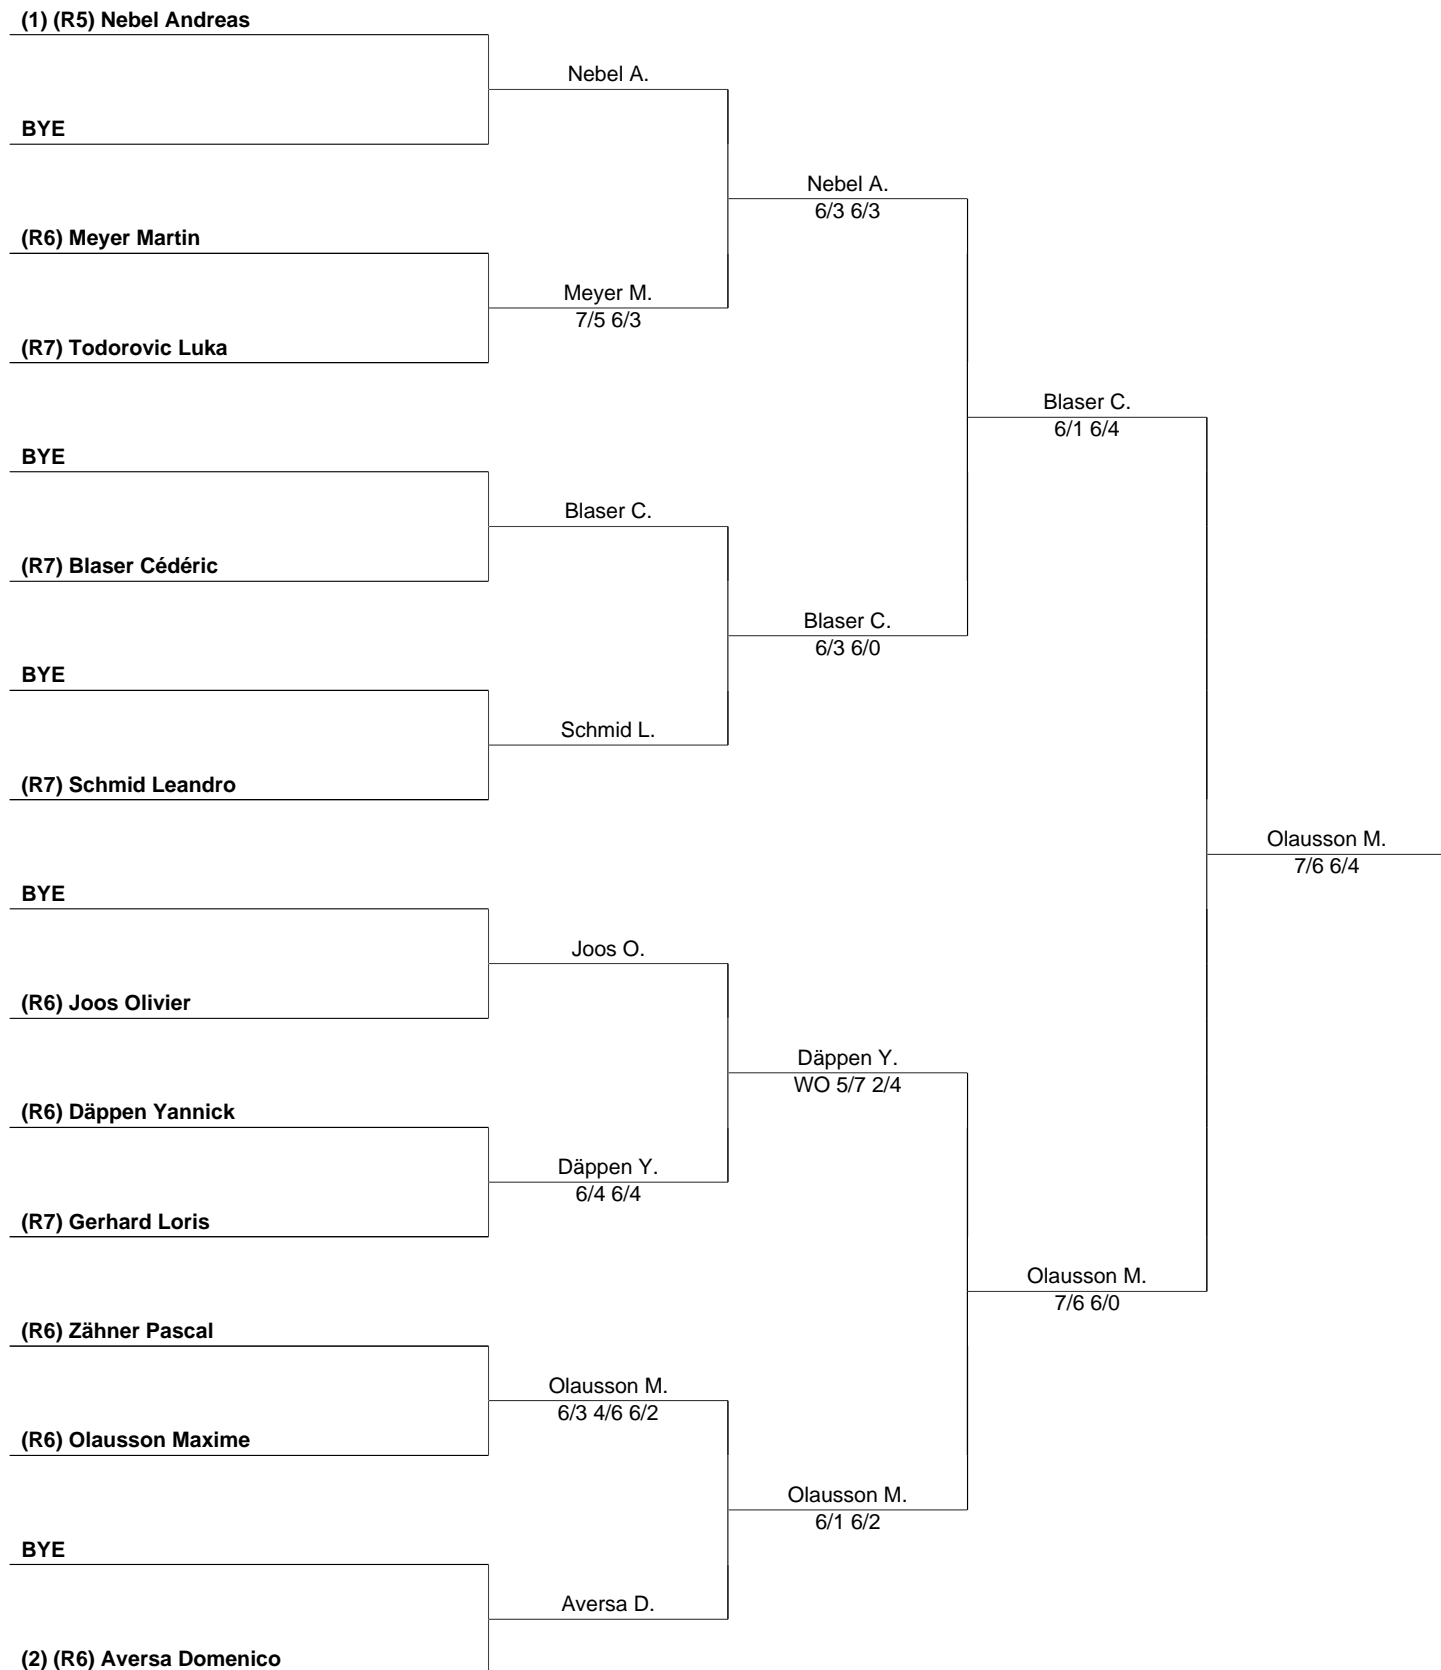 (1) (R5) Nebel Andreas
Nebel A.
BYE
Nebel A.
6/3 6/3
(R6) Meyer Martin
Meyer M.
7/5 6/3
(R7) Todorovic Luka
Blaser C.
6/1 6/4
BYE
Blaser C.
(R7) Blaser Cédéric
Blaser C.
6/3 6/0
BYE
Schmid L.
(R7) Schmid Leandro
Olausson M.
7/6 6/4
BYE
Joos O.
(R6) Joos Olivier
Däppen Y.
WO 5/7 2/4
(R6) Däppen Yannick
Däppen Y.
6/4 6/4
(R7) Gerhard Loris
Olausson M.
7/6 6/0
(R6) Zähner Pascal
Olausson M.
6/3 4/6 6/2
(R6) Olausson Maxime
Olausson M.
6/1 6/2
BYE
Aversa D.
(2) (R6) Aversa Domenico